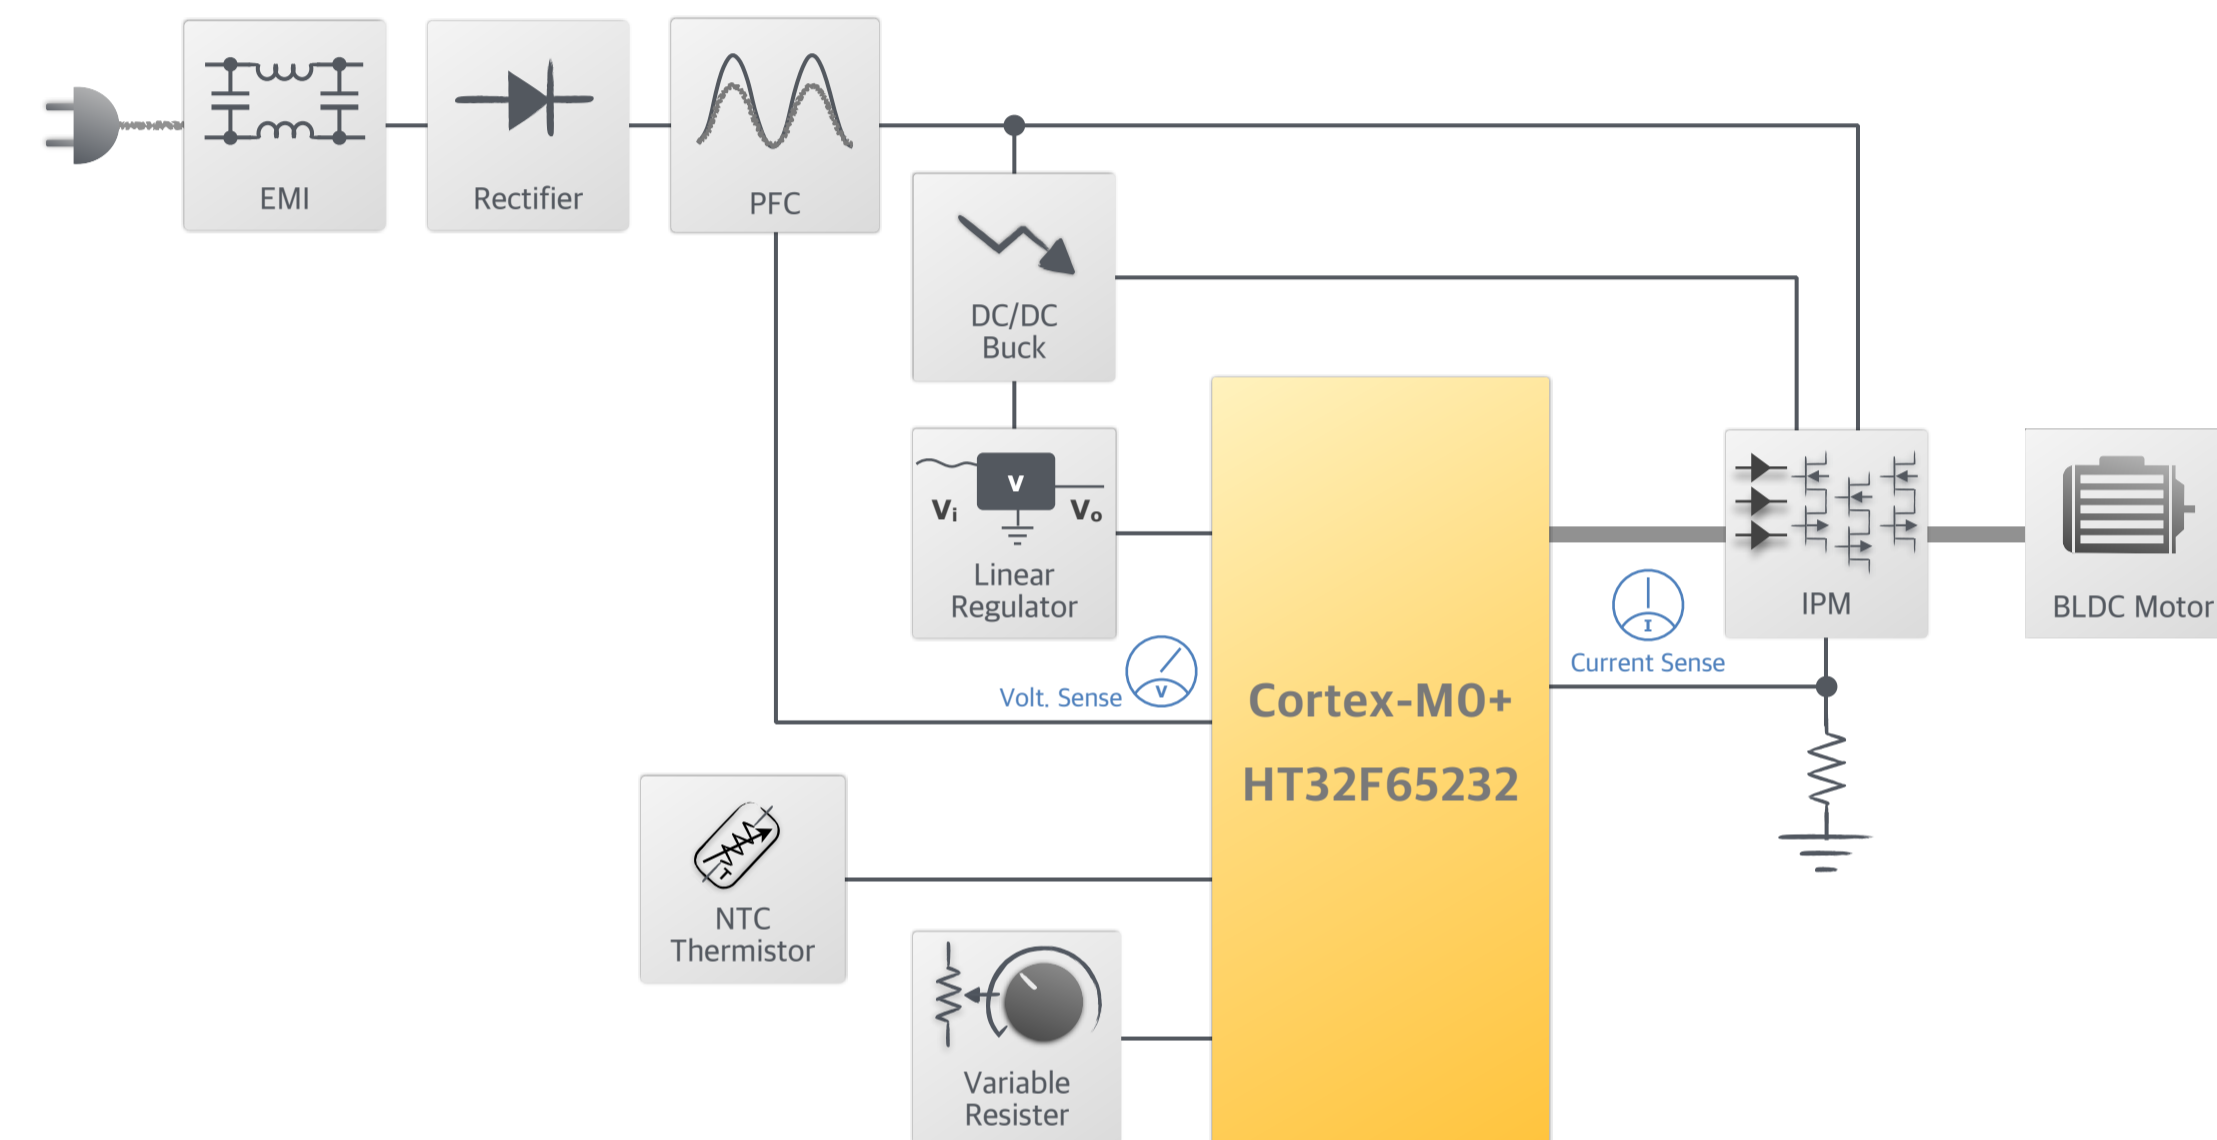 EMI
Rectifier
PFC
DC/DC
Buck
V
Vi
Vo
Linear
Regulator
Volt. Sense
V
Cortex-M0+
HT32F65232
I
Current Sense
IPM
BLDC Motor
T
NTC
Thermistor
Variable
Resister